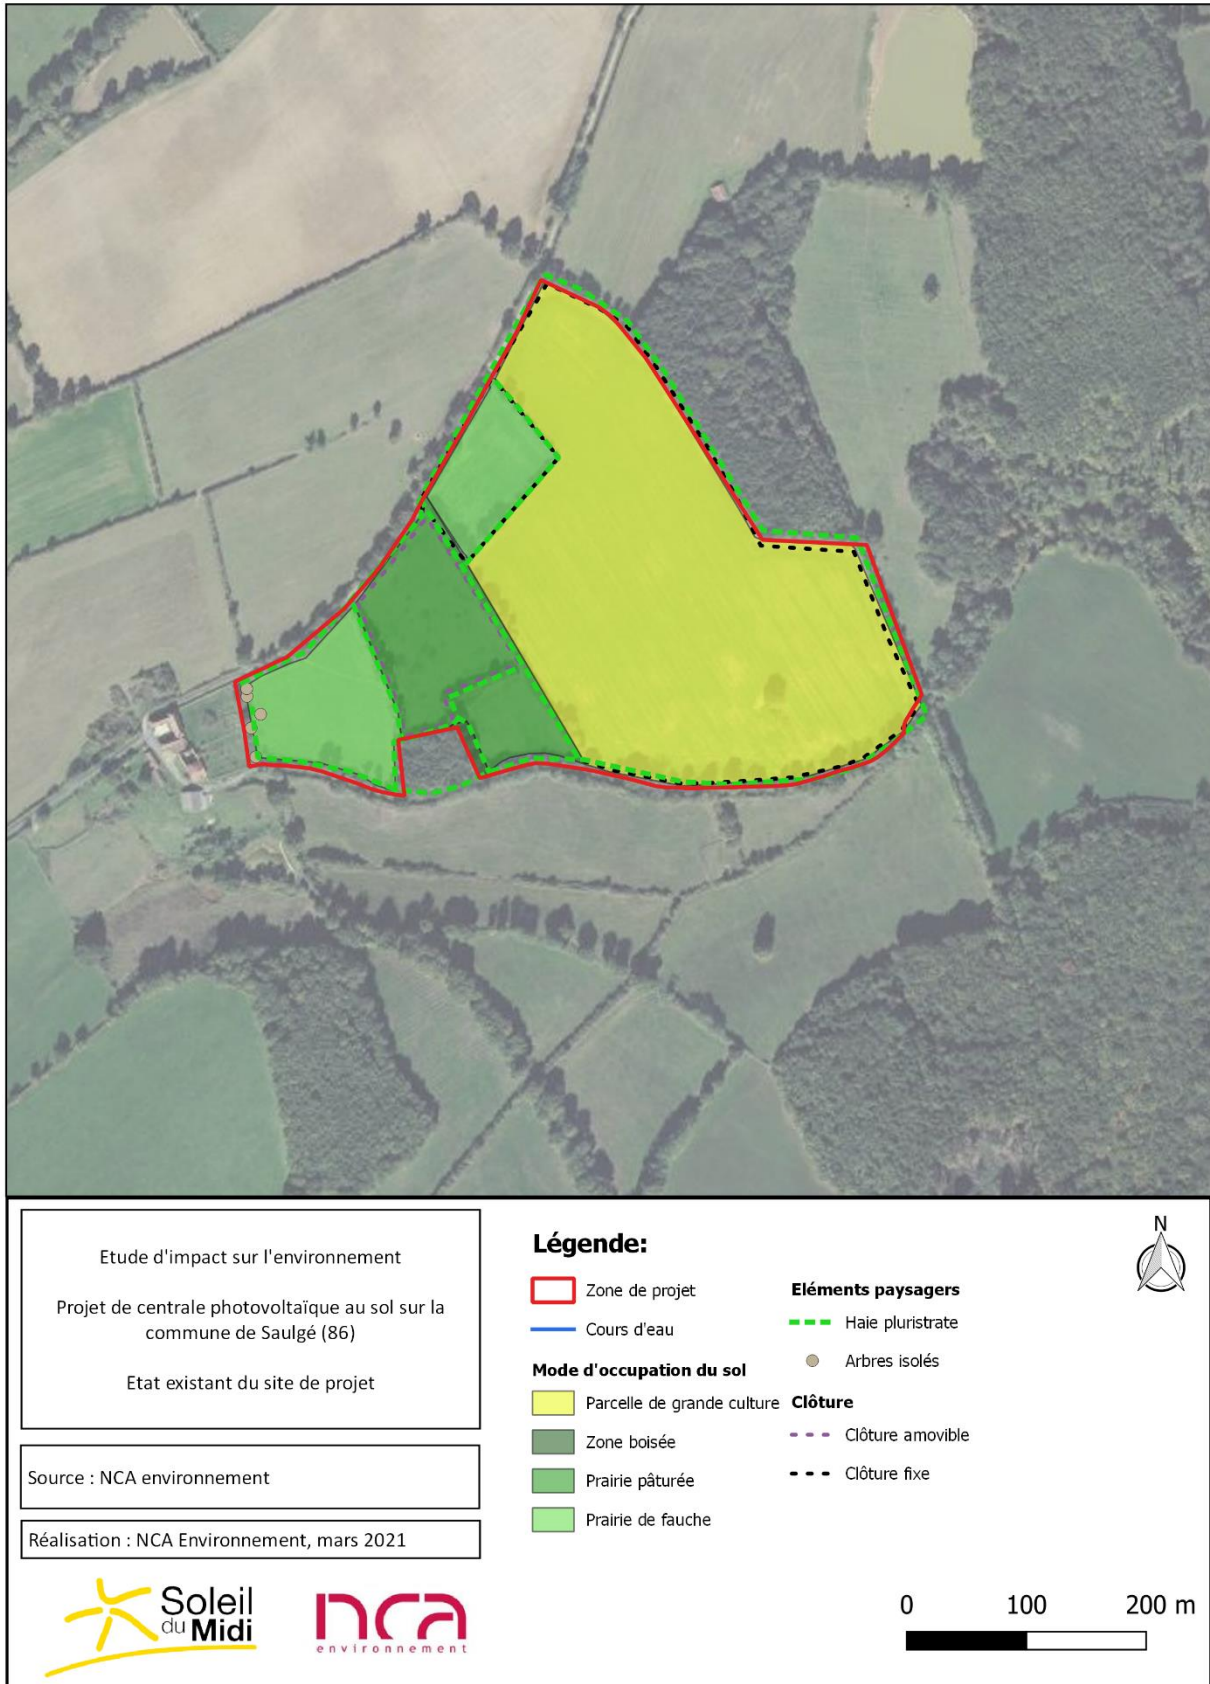 Etude d'impact sur l'environnement
Projet de centrale photovoltaïque au sol sur la
commune de Saulgé (86)
Etat existant du site de projet
Source : NCA environnement
Réalisation : NCA Environnement, mars 2021
Soleil
du Midi
nca
environnement
Légende:
Zone de projet
Cours d'eau
Mode d'occupation du sol
Parcelle de grande culture
Zone boisée
Prairie pâturée
Prairie de fauche
Eléments paysagers
Haie pluristrate
Arbres isolés
Clôture
Clôture amovible
Clôture fixe
N
0 100 200 m